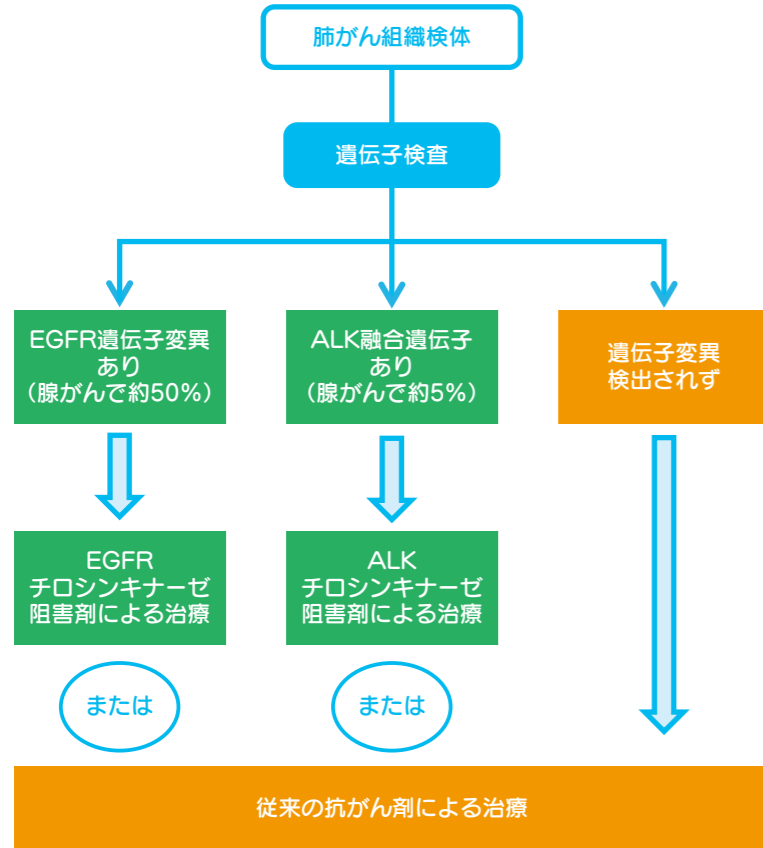 肺がん組織検体
遺伝子検査
EGFR遺伝子変異
あり
（腺がんで約50%）
ALK融合遺伝子
あり
（腺がんで約5%）
遺伝子変異
検出されず
EGFR
チロシンキナーゼ
阻害剤による治療
ALK
チロシンキナーゼ
阻害剤による治療
または
または
従来の抗がん剤による治療